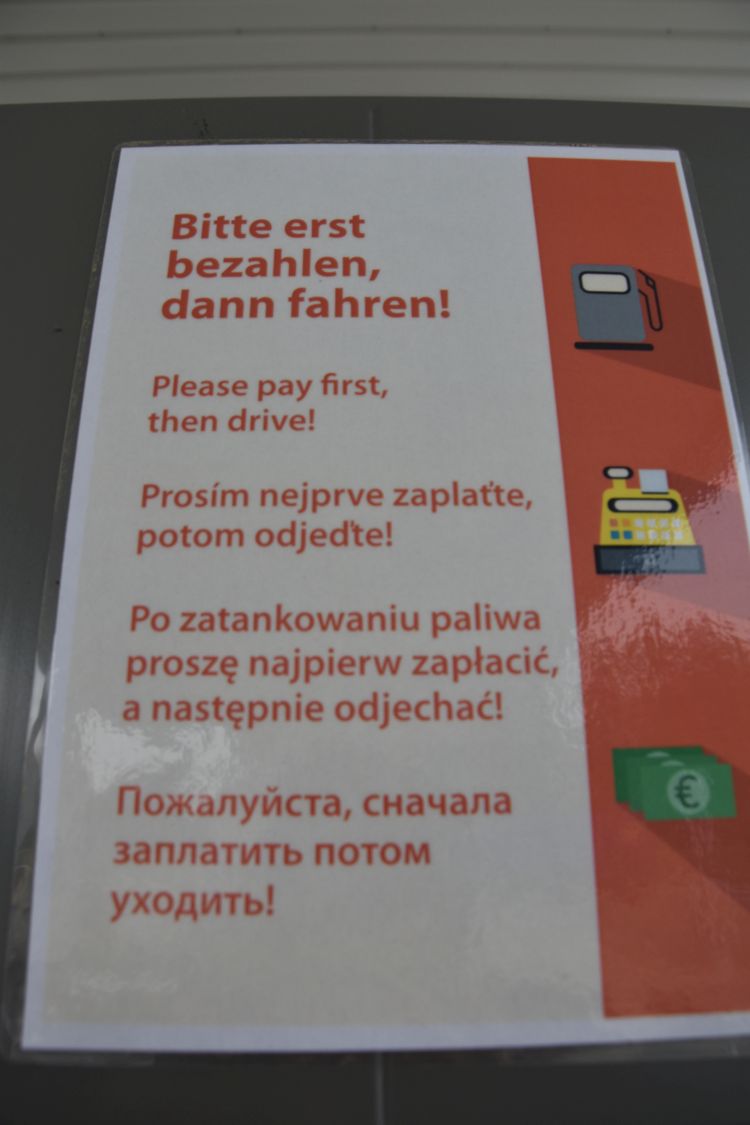 Bitte erst
bezahlen,
dann fahren!
Please pay first,
then drive!
Prosím nejprve zaplaťte,
potom odjeďte!
Po zatankowaniu paliwa
proszę najpierw zapłacić,
a następnie odjechać!
Пожалуйста, сначала
заплатить потом
уходить!
€